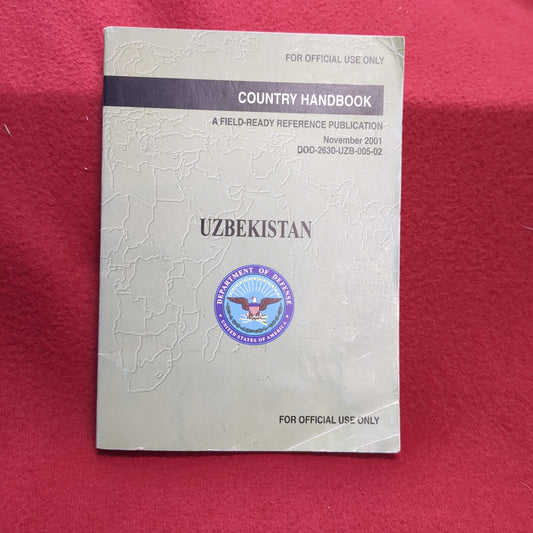 FOR OFFICIAL USE ONLY
COUNTRY HANDBOOK
A FIELD-READY REFERENCE PUBLICATION
November 2001
DOD-2630-UZB-005-02
UZBEKISTAN
DEPARTMENT OF DEFENSE
UNITED STATES OF AMERICA
FOR OFFICIAL USE ONLY